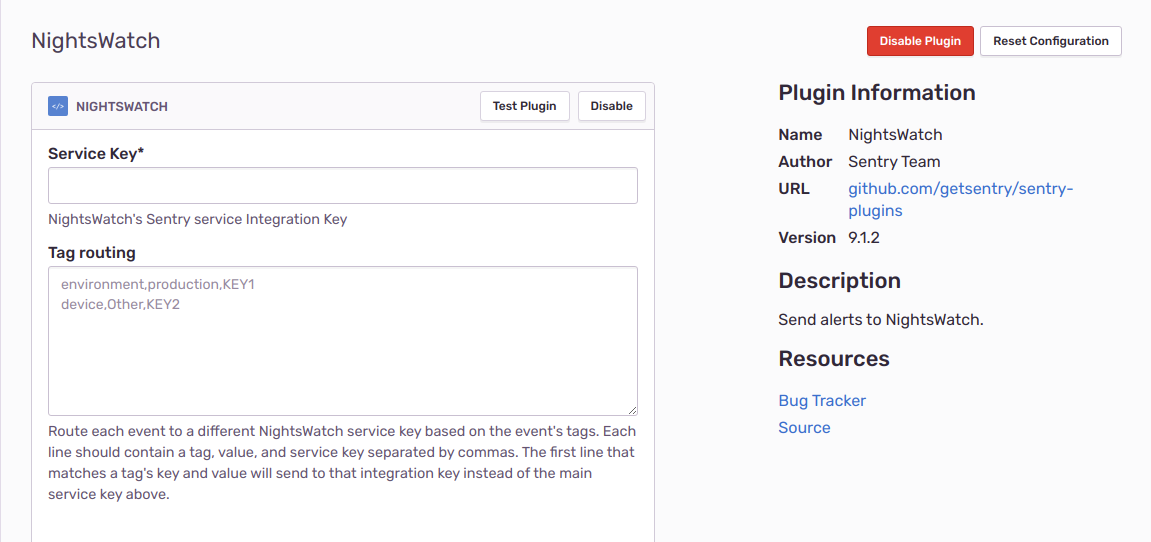 NightsWatch
Disable Plugin
Reset Configuration
</> NIGHTSWATCH
Test Plugin
Disable
Service Key*
NightsWatch's Sentry service Integration Key
Tag routing
environment,production,KEY1
device,Other,KEY2
Route each event to a different NightsWatch service key based on the event's tags. Each
line should contain a tag, value, and service key separated by commas. The first line that
matches a tag's key and value will send to that integration key instead of the main
service key above.
Plugin Information
Name NightsWatch
Author Sentry Team
URL github.com/getsentry/sentry-
plugins
Version 9.1.2
Description
Send alerts to NightsWatch.
Resources
Bug Tracker
Source